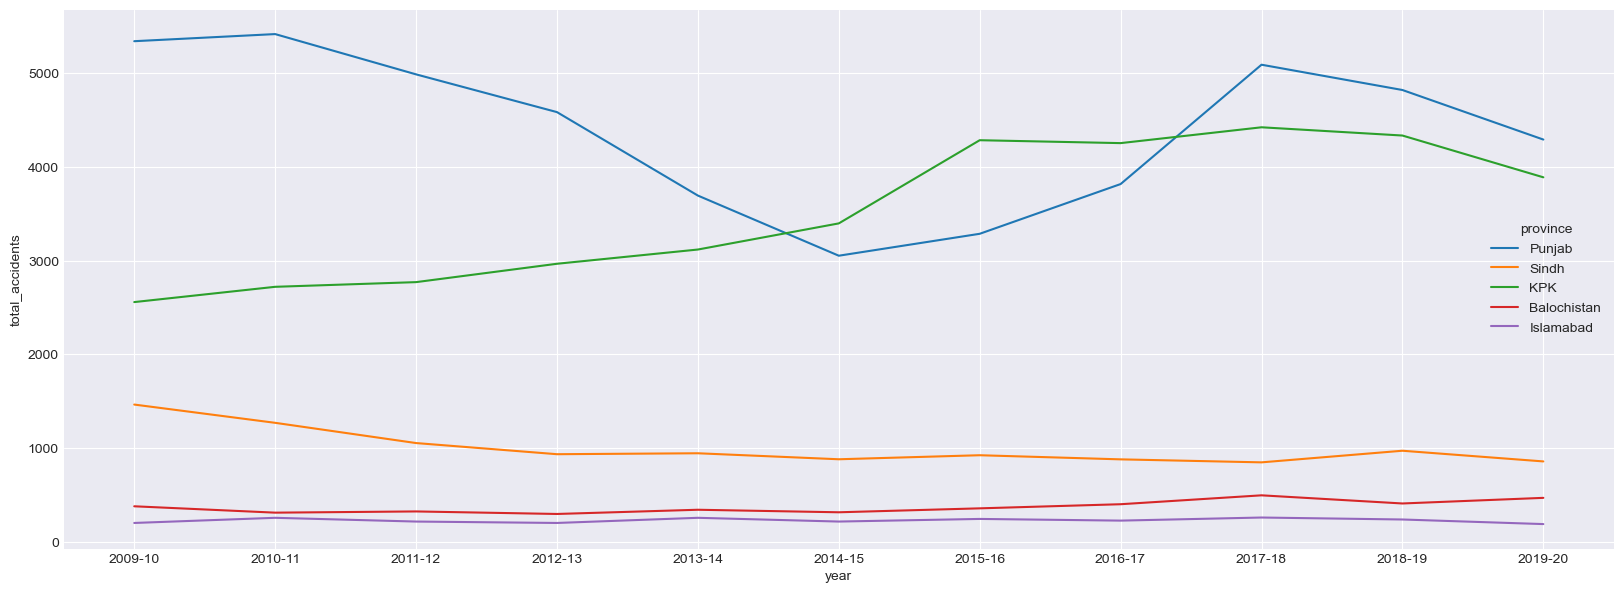 total_accidents
5000
4000
3000
2000
1000
0
2009-10 2010-11 2011-12 2012-13 2013-14 2014-15 2015-16 2016-17 2017-18 2018-19 2019-20
year
province
Punjab
Sindh
KPK
Balochistan
Islamabad